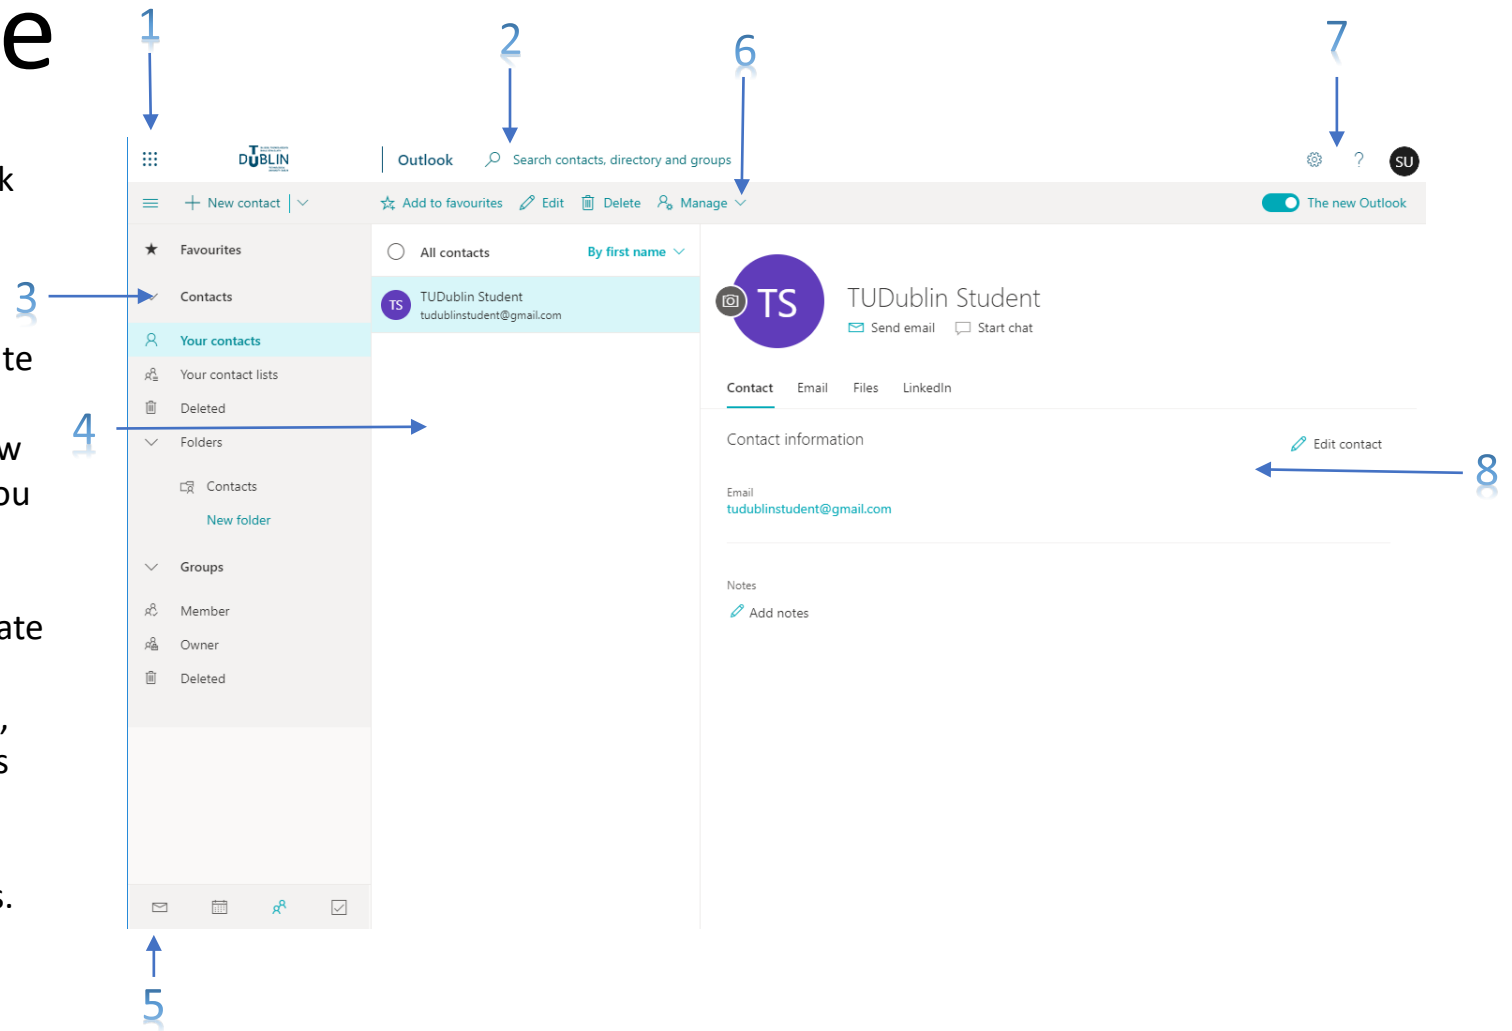 e
1
2
6
7
k
TU DUBLIN
Outlook
Search contacts, directory and groups
?
SU
New contact
Add to favourites
Edit
Delete
Manage
The new Outlook
Favourites
All contacts
By first name
3
Contacts
TS
TUDublin Student
tudublinstudent@gmail.com
TS
TUDublin Student
Send email
Start chat
te
Your contacts
Your contact lists
Deleted
Folders
Contacts
New folder
4
w
ou
Contact
Email
Files
LinkedIn
Contact information
Edit contact
8
Email
tudublinstudent@gmail.com
Groups
Notes
Add notes
ate
Member
Owner
Deleted
,
s
s.
5